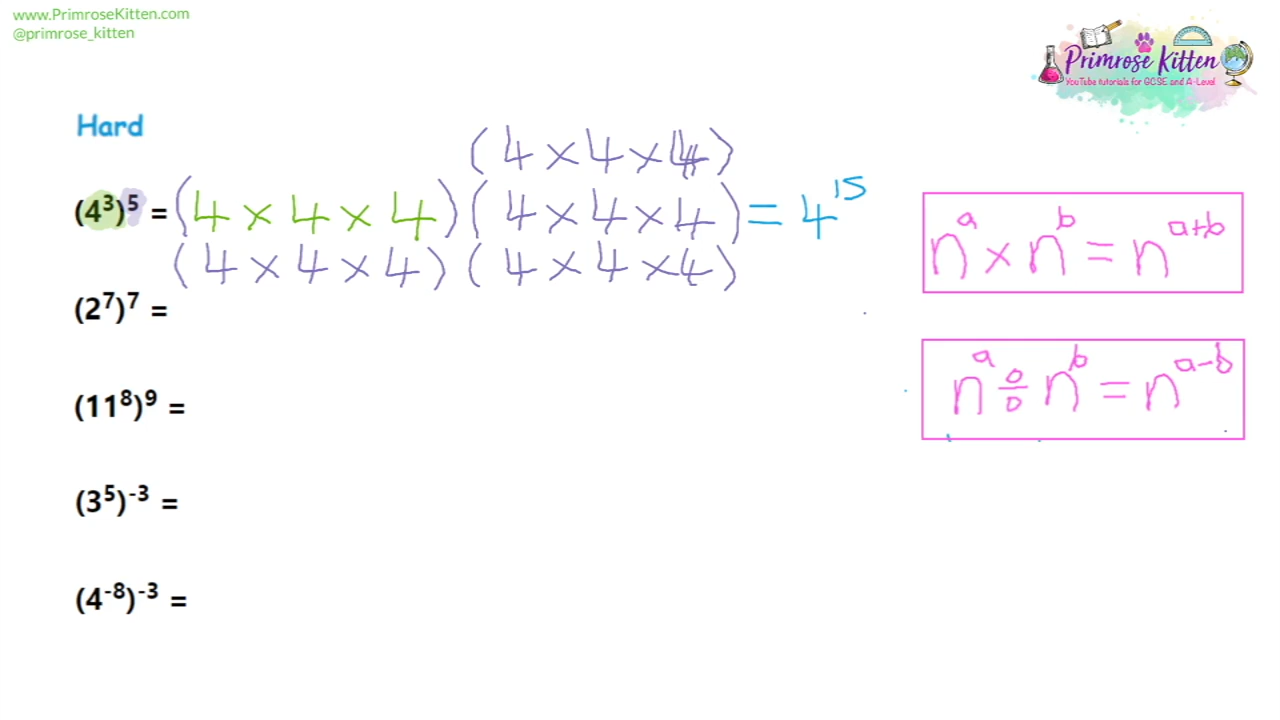 www.PrimroseKitten.com
@primrose_kitten
Primrose Kitten
YouTube tutorials for GCSE and A-Level
Hard
(4 × 4 × 4)
(4³)⁵ = (4 × 4 × 4)(4 × 4 × 4) = 4¹⁵
(4 × 4 × 4)(4 × 4 × 4)
nᵃ × nᵇ = nᵃ⁺ᵇ
(2⁷)⁷ =
nᵃ ÷ nᵇ = nᵃ⁻ᵇ
(11⁸)⁹ =
(3⁵)⁻³ =
(4⁻⁸)⁻³ =